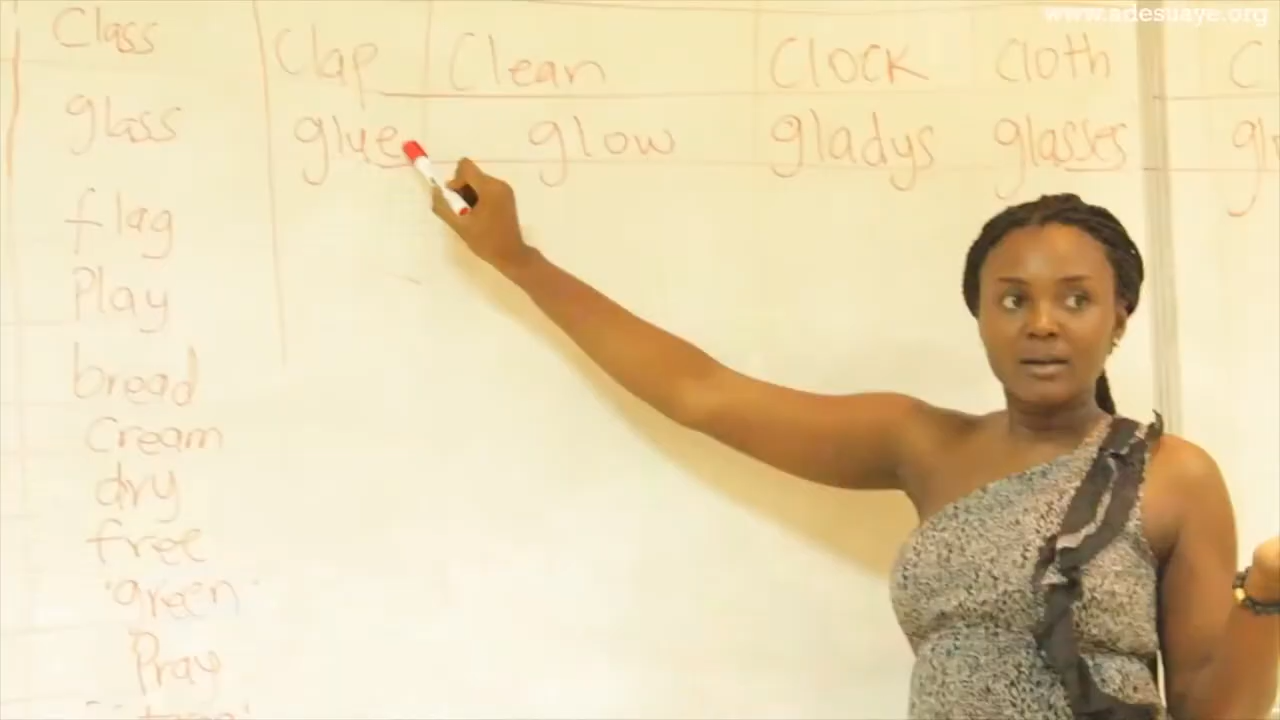 www.adesuaye.org
Class Clap Clean Clock Cloth
glass glue glow gladys glasses
flag
Play
bread
Cream
dry
free
green
Pray